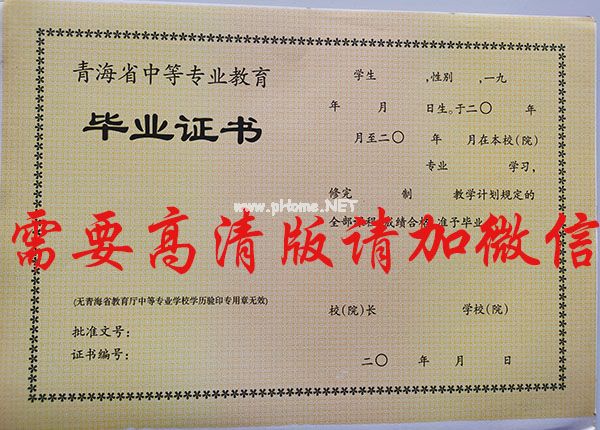 青海省中等专业教育
毕业证书
(无青海省教育厅中等专业学校学历验印专用章无效)
批准文号：
证书编号：
学生 ,性别 ,一九
年 月 日生。于二〇 年
月至二〇 年 月在本校(院)
专业 学习,
修完 制 教学计划规定的
全部课程,成绩合格,准予毕业
校(院)长 学校(院)
二〇 年 月 日
www.pHome.NET
需要高清版请加微信